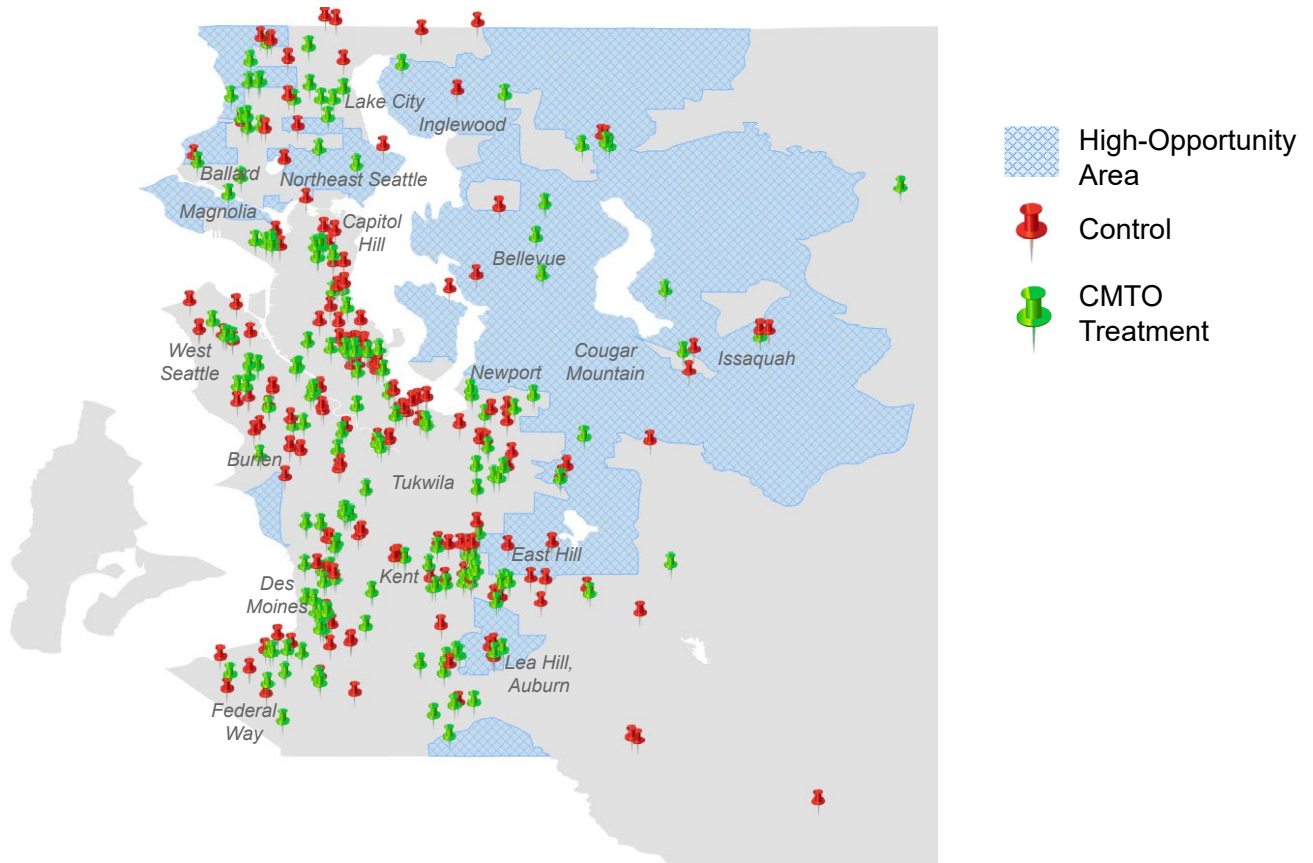 Lake City
Inglewood
Ballard
Northeast Seattle
Magnolia
Capitol
Hill
Bellevue
West
Seattle
Cougar
Mountain
Issaquah
Newport
Burien
Tukwila
East Hill
Kent
Des
Moines
Lea Hill,
Auburn
Federal
Way
High-Opportunity
Area
Control
CMTO
Treatment